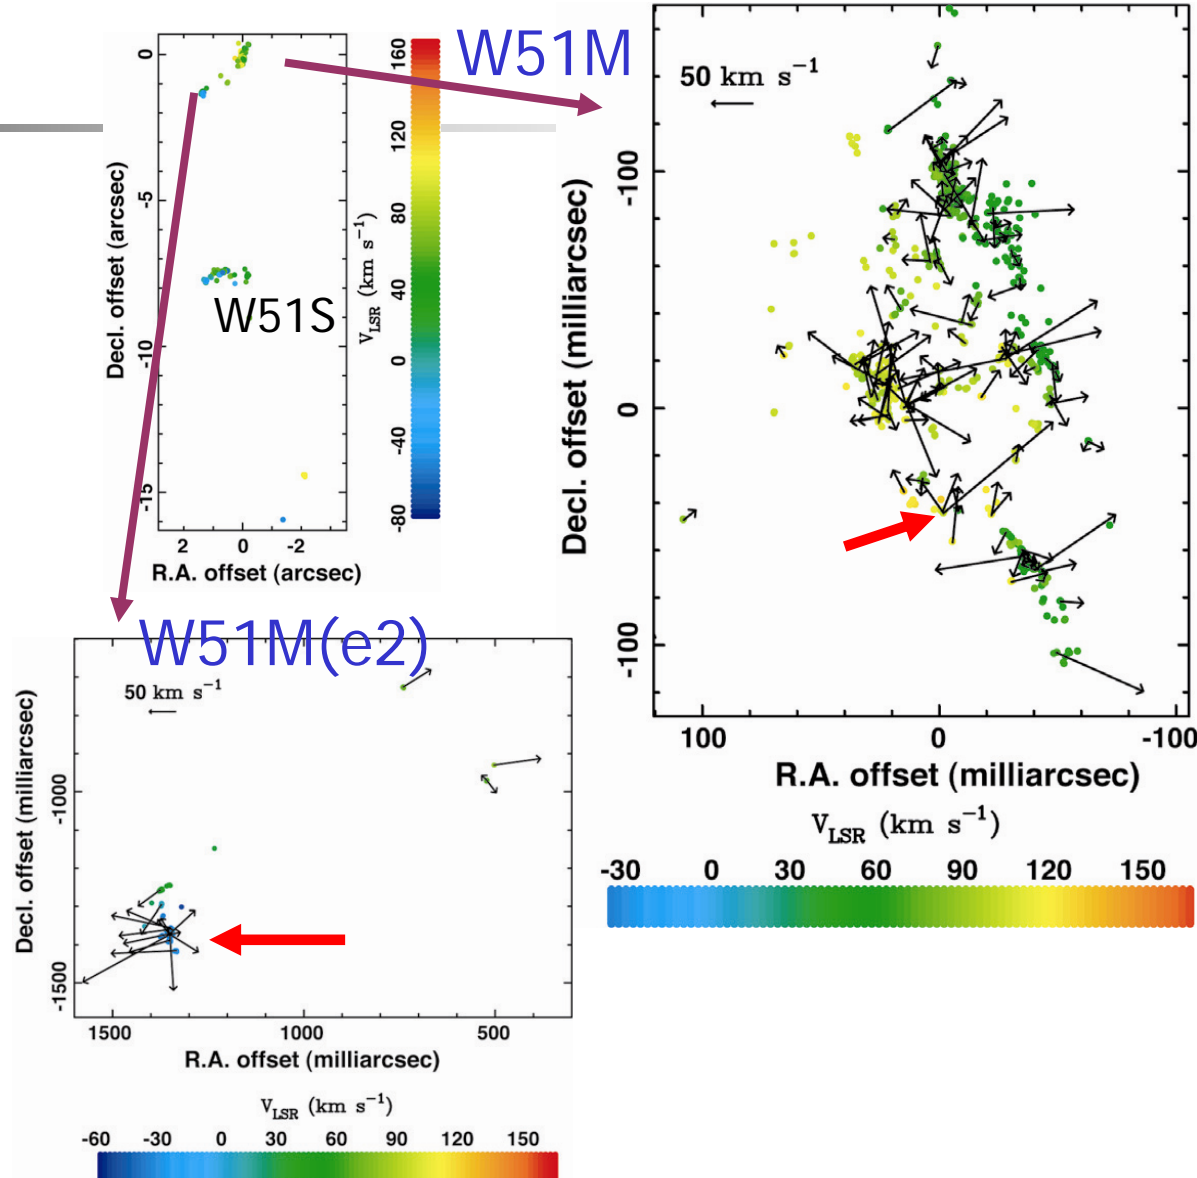 W51M
0
-5
-10
-15
Decl. offset (arcsec)
2 0 -2
R.A. offset (arcsec)
W51S
160
120
80
40
0
-40
-80
V_LSR (km s⁻¹)
50 km s⁻¹
-100
0
-100
Decl. offset (milliarcsec)
100 0 -100
R.A. offset (milliarcsec)
V_LSR (km s⁻¹)
-30 0 30 60 90 120 150
W51M(e2)
50 km s⁻¹
-1000
-1500
Decl. offset (milliarcsec)
1500 1000 500
R.A. offset (milliarcsec)
V_LSR (km s⁻¹)
-60 -30 0 30 60 90 120 150